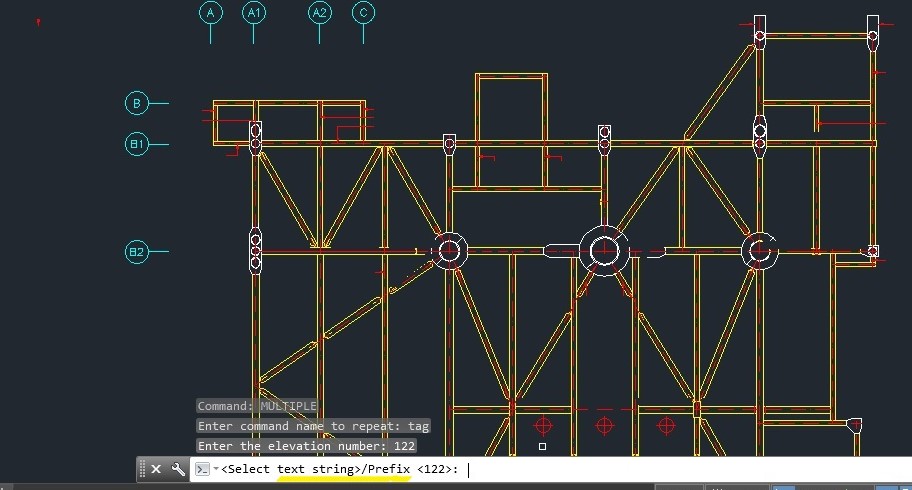 A A1 A2 C
B
B1
B2
Command: MULTIPLE
Enter command name to repeat: tag
Enter the elevation number: 122
<Select text string>/Prefix <122>: